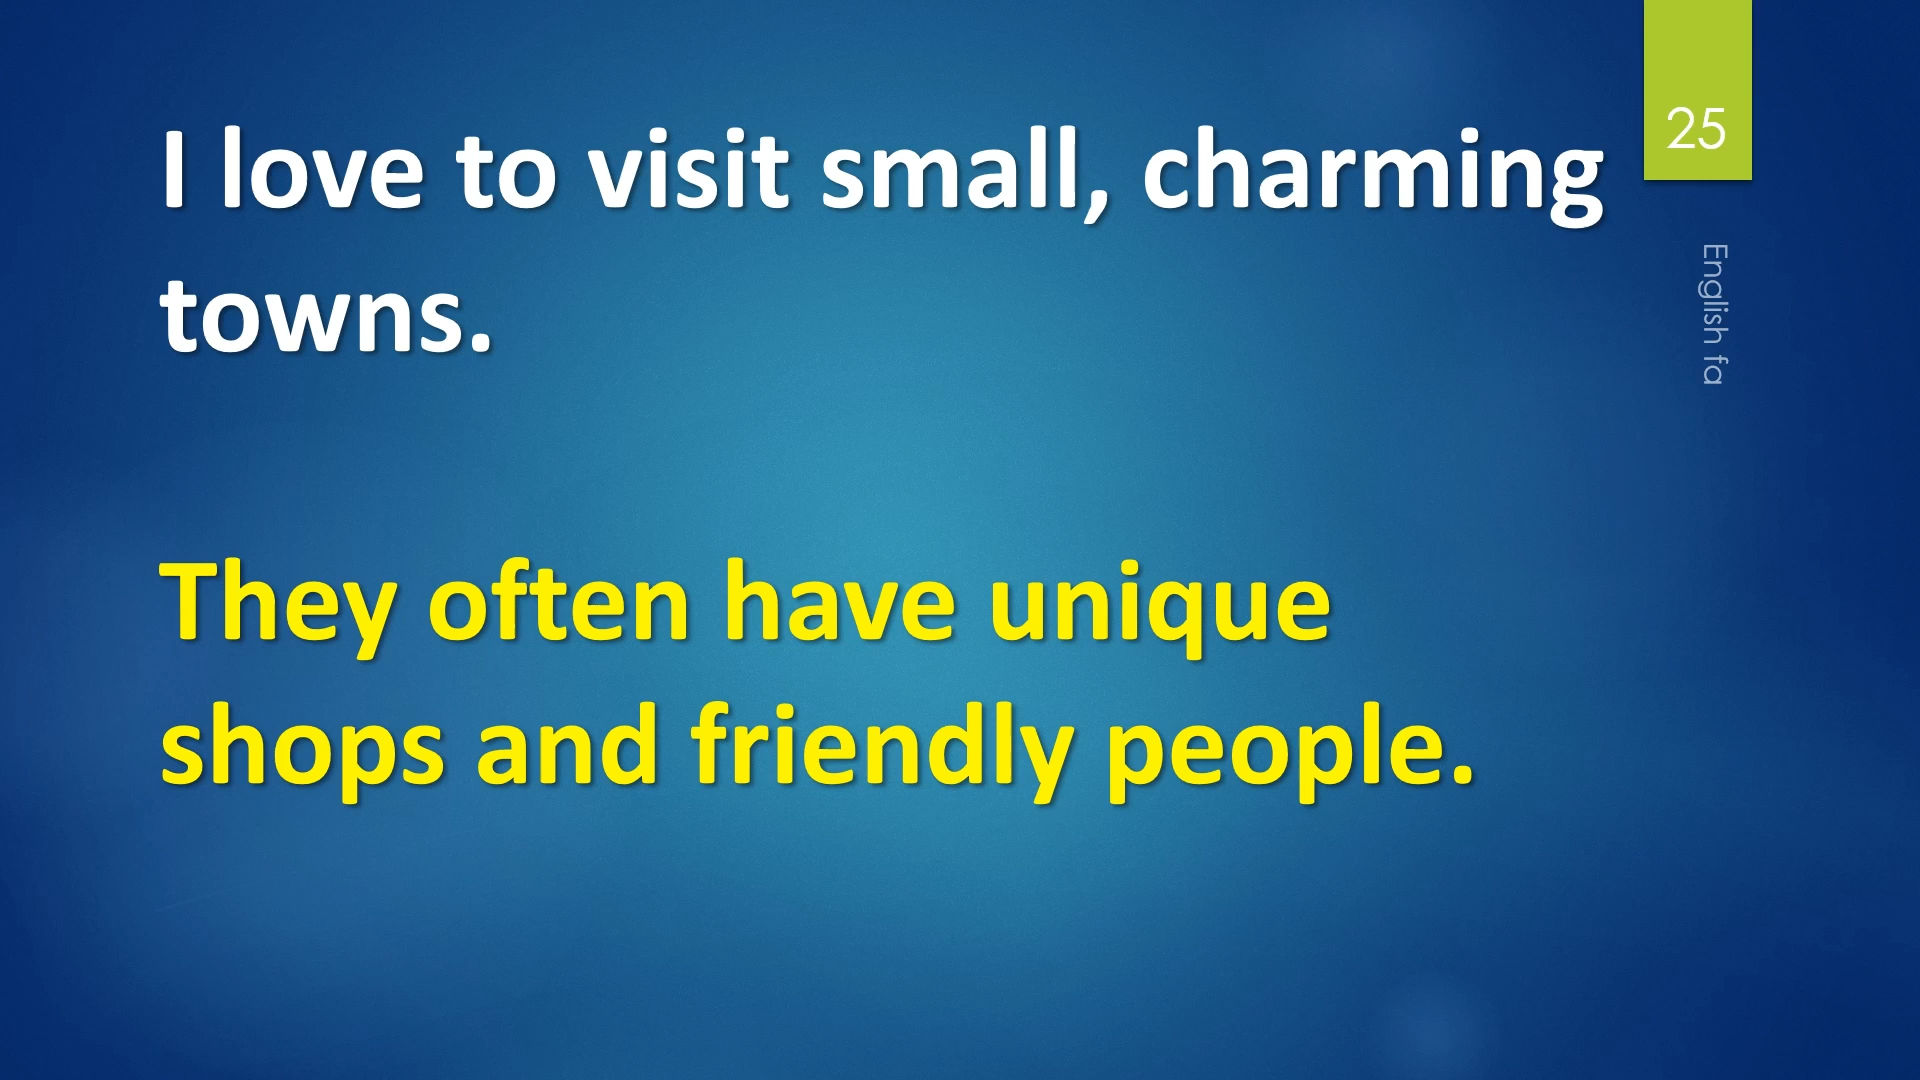 I love to visit small, charming
towns.
They often have unique
shops and friendly people.
25
English fa